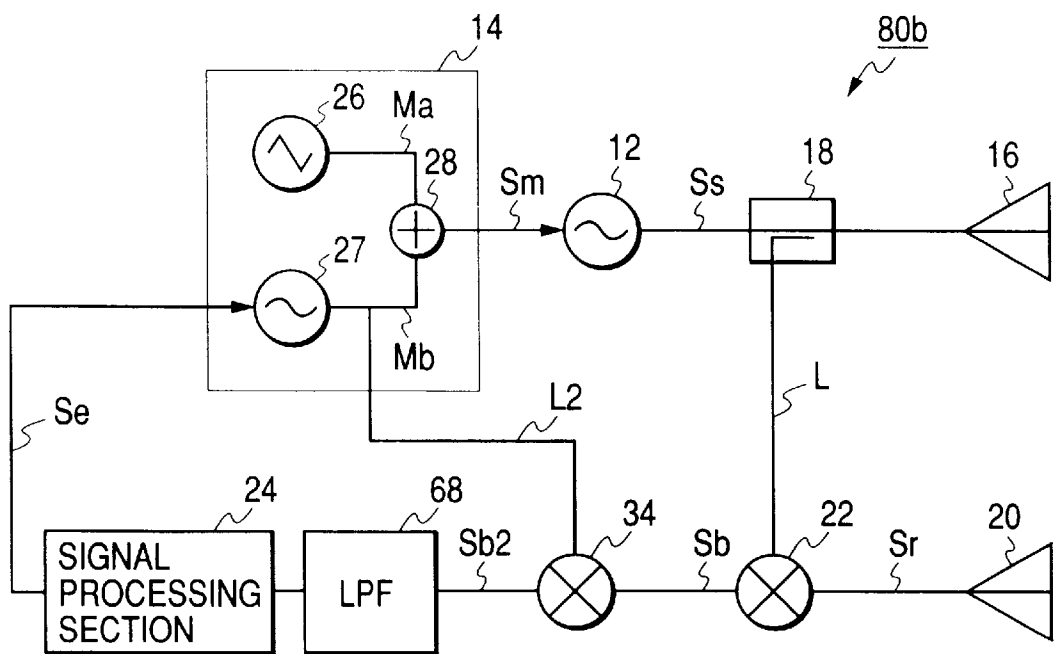 80b
14
26
Ma
28
12
18
16
Sm
Ss
27
Mb
L
Se
L2
24
68
34
22
20
Sb2
Sb
Sr
SIGNAL
PROCESSING
SECTION
LPF